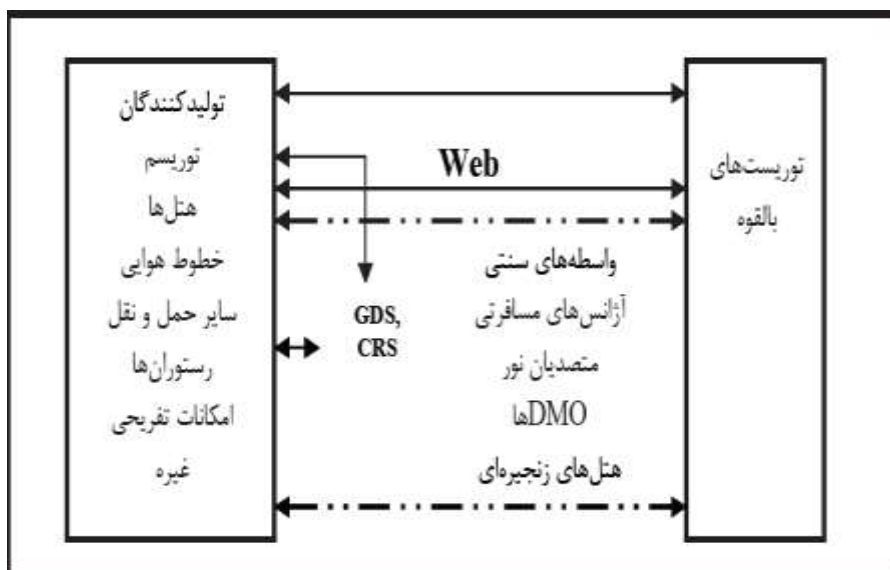 توریست‌های
بالقوه
Web
واسطه‌های سنتی
آژانس‌های مسافرتی
متصدیان نور
DMOها
هتل‌های زنجیره‌ای
GDS,
CRS
تولیدکنندگان
توریسم
هتل‌ها
خطوط هوایی
سایر حمل و نقل
رستوران‌ها
امکانات تفریحی
غیره